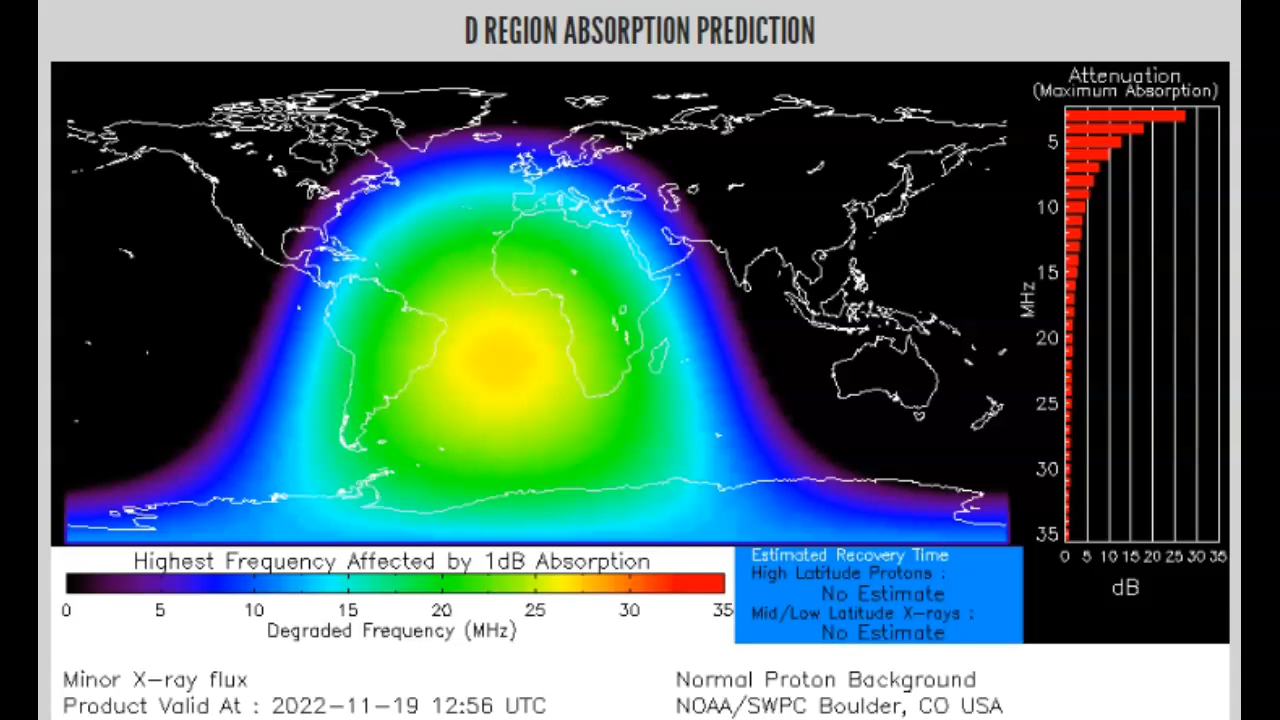 D REGION ABSORPTION PREDICTION
Attenuation
(Maximum Absorption)
5
10
15
20
25
30
35
MHz
0 5 10 15 20 25 30 35
dB
Highest Frequency Affected by 1dB Absorption
0 5 10 15 20 25 30 35
Degraded Frequency (MHz)
Estimated Recovery Time
High Latitude Protons :
No Estimate
Mid/Low Latitude X-rays :
No Estimate
Minor X-ray flux
Normal Proton Background
Product Valid At : 2022-11-19 12:56 UTC
NOAA/SWPC Boulder, CO USA